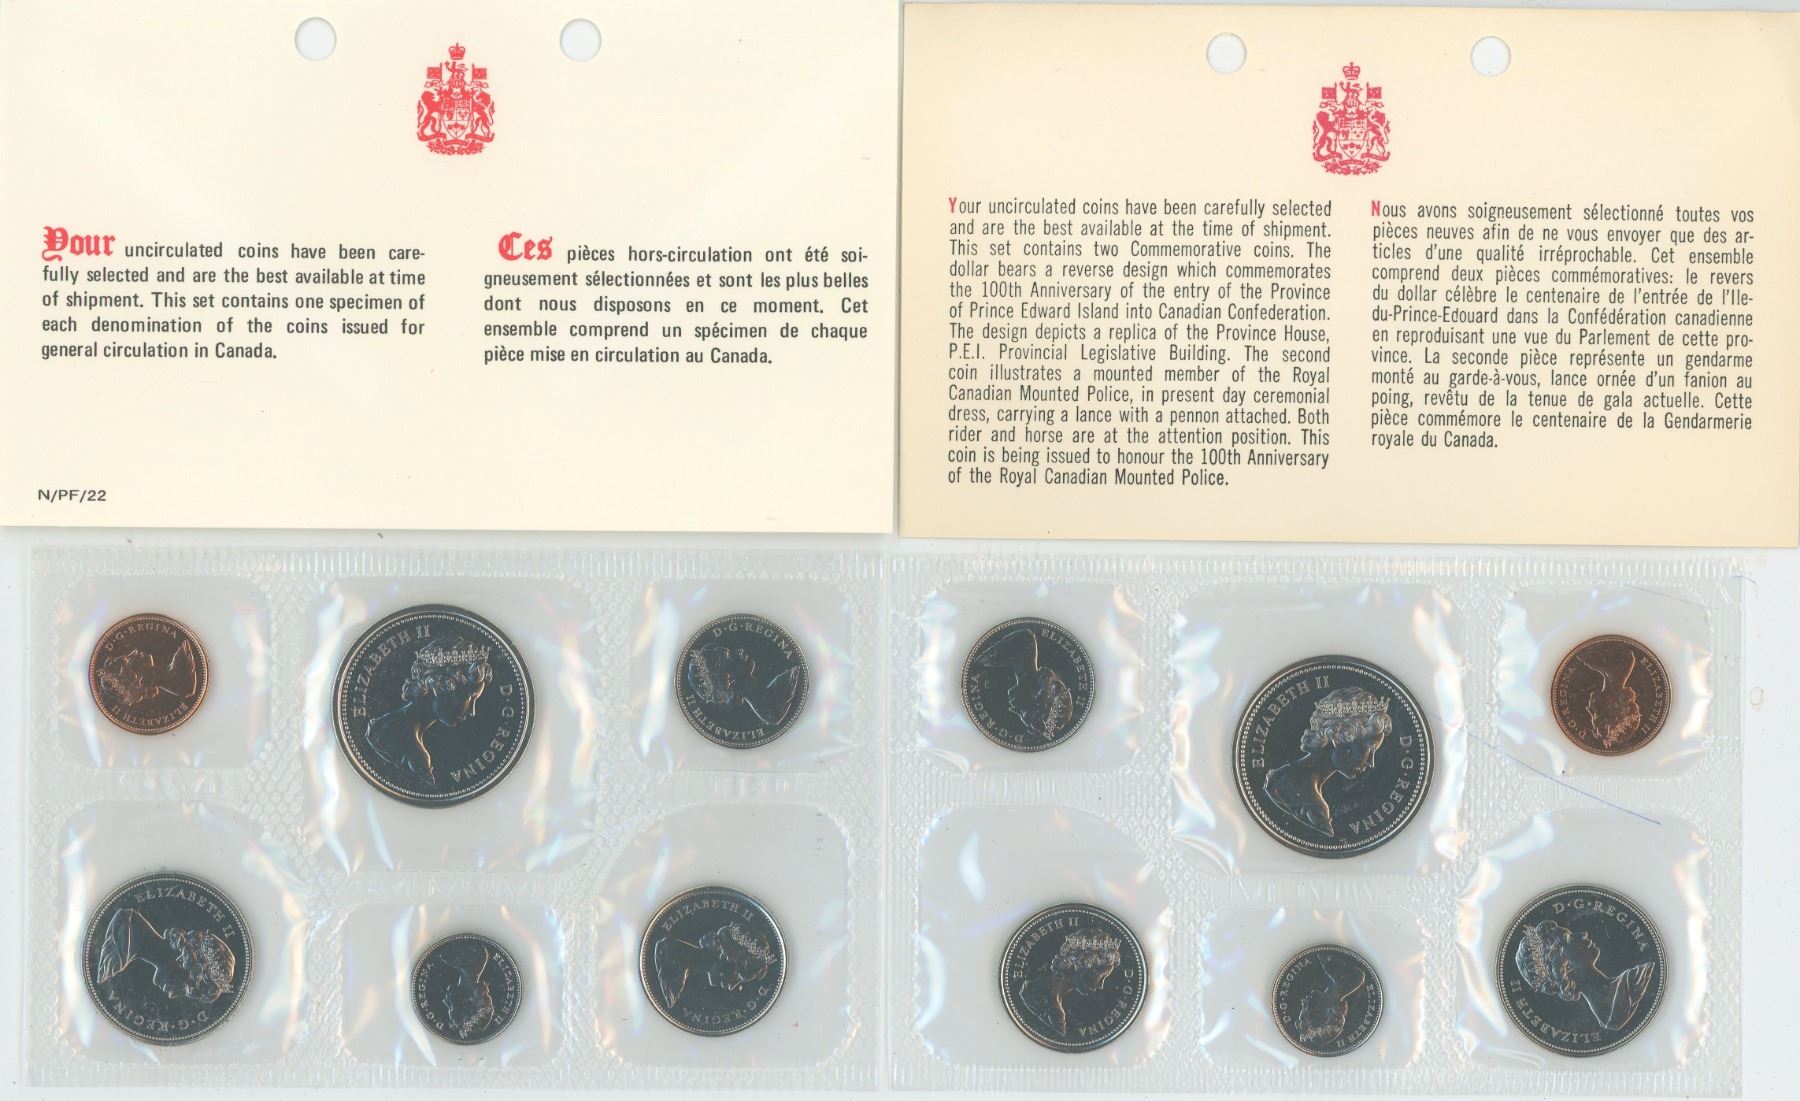 Your uncirculated coins have been care-
fully selected and are the best available at time
of shipment. This set contains one specimen of
each denomination of the coins issued for
general circulation in Canada.
Ces pièces hors-circulation ont été soi-
gneusement sélectionnées et sont les plus belles
dont nous disposons en ce moment. Cet
ensemble comprend un spécimen de chaque
pièce mise en circulation au Canada.
N/PF/22
Your uncirculated coins have been carefully selected
and are the best available at the time of shipment.
This set contains two Commemorative coins. The
dollar bears a reverse design which commemorates
the 100th Anniversary of the entry of the Province
of Prince Edward Island into Canadian Confederation.
The design depicts a replica of the Province House,
P.E.I. Provincial Legislative Building. The second
coin illustrates a mounted member of the Royal
Canadian Mounted Police, in present day ceremonial
dress, carrying a lance with a pennon attached. Both
rider and horse are at the attention position. This
coin is being issued to honour the 100th Anniversary
of the Royal Canadian Mounted Police.
Nous avons soigneusement sélectionné toutes vos
pièces neuves afin de ne vous envoyer que des ar-
ticles d'une qualité irréprochable. Cet ensemble
comprend deux pièces commémoratives: le revers
du dollar célèbre le centenaire de l'entrée de l'Ile-
du-Prince-Edouard dans la Confédération canadienne
en reproduisant une vue du Parlement de cette pro-
vince. La seconde pièce représente un gendarme
monté au garde-à-vous, lance ornée d'un fanion au
poing, revêtu de la tenue de gala actuelle. Cette
pièce commémore le centenaire de la Gendarmerie
royale du Canada.
ELIZABETH II D·G·REGINA
ELIZABETH II D·G·REGINA
ELIZABETH II D·G·REGINA
ELIZABETH II D·G·REGINA
ELIZABETH II D·G·REGINA
ELIZABETH II D·G·REGINA
ELIZABETH II D·G·REGINA
ELIZABETH II D·G·REGINA
ELIZABETH II D·G·REGINA
ELIZABETH II D·G·REGINA
ELIZABETH II D·G·REGINA
ELIZABETH II D·G·REGINA